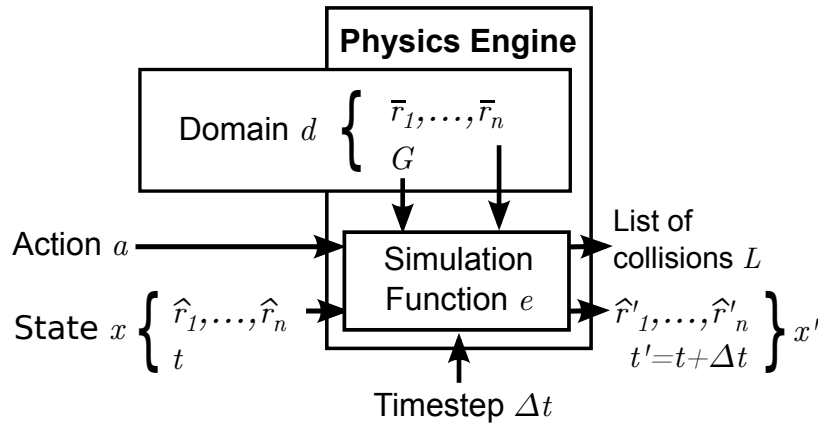 Physics Engine
Domain d { r̄₁,...,r̄ₙ
G
Action a
Simulation
Function e
List of
collisions L
State x { r̂₁,...,r̂ₙ
t
r̂'₁,...,r̂'ₙ } x'
t'=t+Δt
Timestep Δt